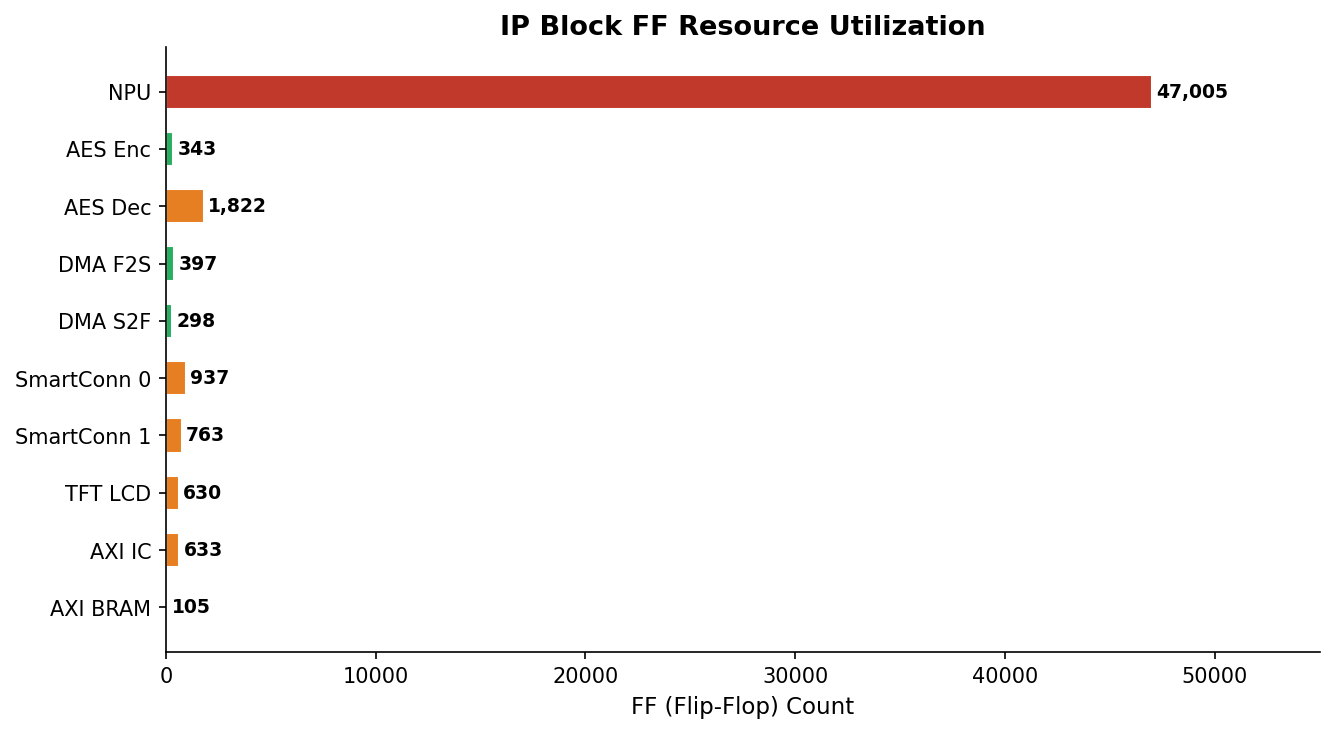 IP Block FF Resource Utilization
NPU 47,005
AES Enc 343
AES Dec 1,822
DMA F2S 397
DMA S2F 298
SmartConn 0 937
SmartConn 1 763
TFT LCD 630
AXI IC 633
AXI BRAM 105
0 10000 20000 30000 40000 50000
FF (Flip-Flop) Count